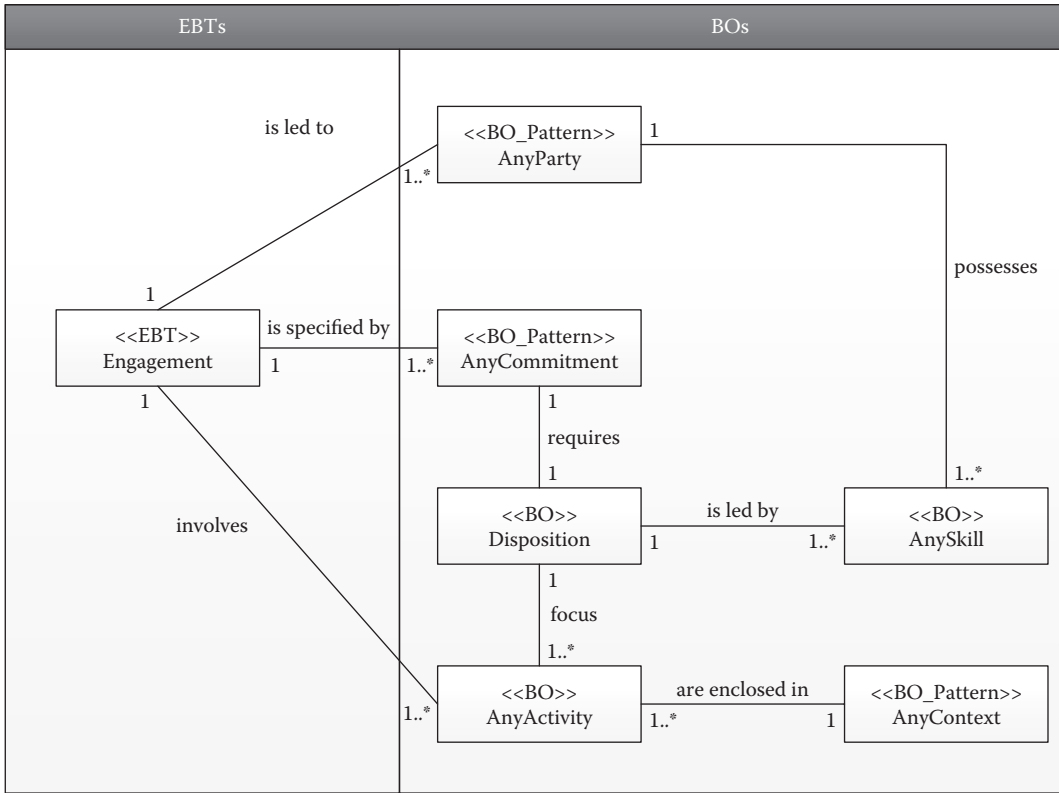 EBTs
BOs
is led to
<<BO_Pattern>>
AnyParty
1
1..*
possesses
1
<<EBT>>
Engagement
is specified by
1
1..*
<<BO_Pattern>>
AnyCommitment
1
1
requires
1
1..*
involves
<<BO>>
Disposition
is led by
1
1..*
<<BO>>
AnySkill
1
focus
1..*
<<BO>>
AnyActivity
1..*
are enclosed in
1..*
1
<<BO_Pattern>>
AnyContext